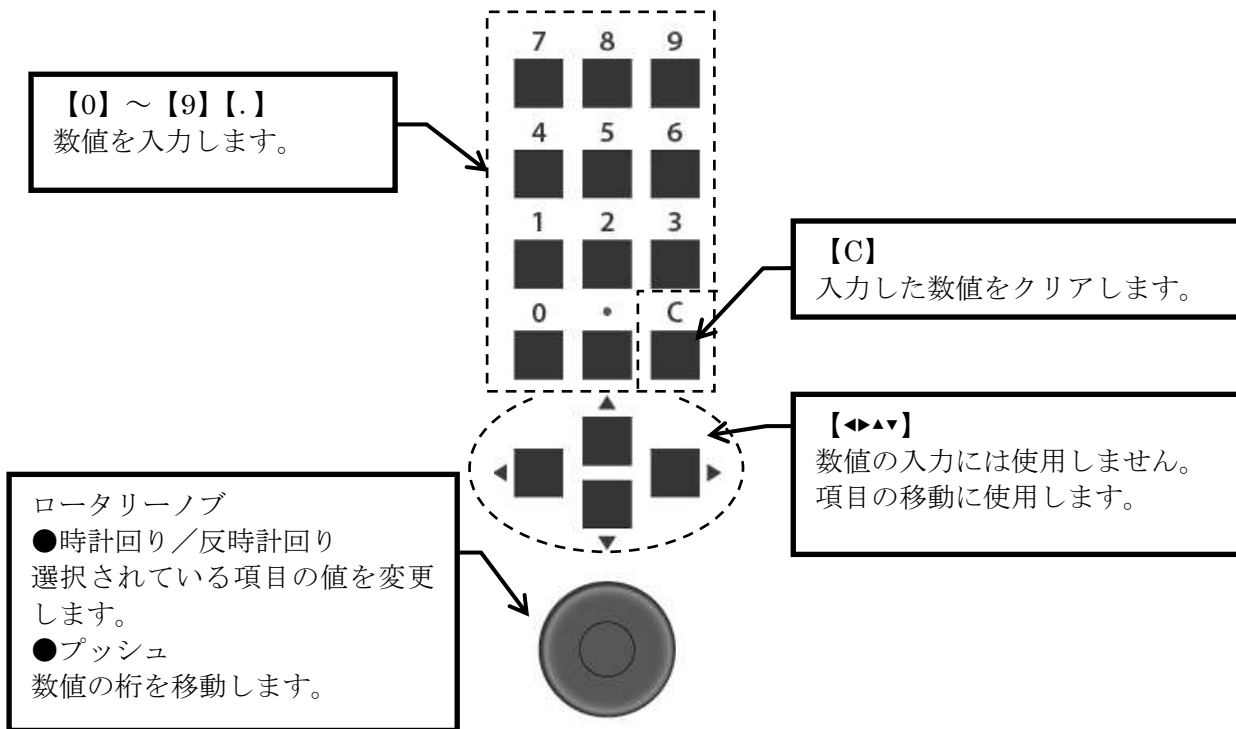 7 8 9
【0】～【9】【.】
数値を入力します。
4 5 6
1 2 3
【C】
入力した数値をクリアします。
0 • C
▲
【◀▶▲▼】
数値の入力には使用しません。
項目の移動に使用します。
◀ ▶
▼
ロータリーノブ
●時計回り／反時計回り
選択されている項目の値を変更
します。
●プッシュ
数値の桁を移動します。